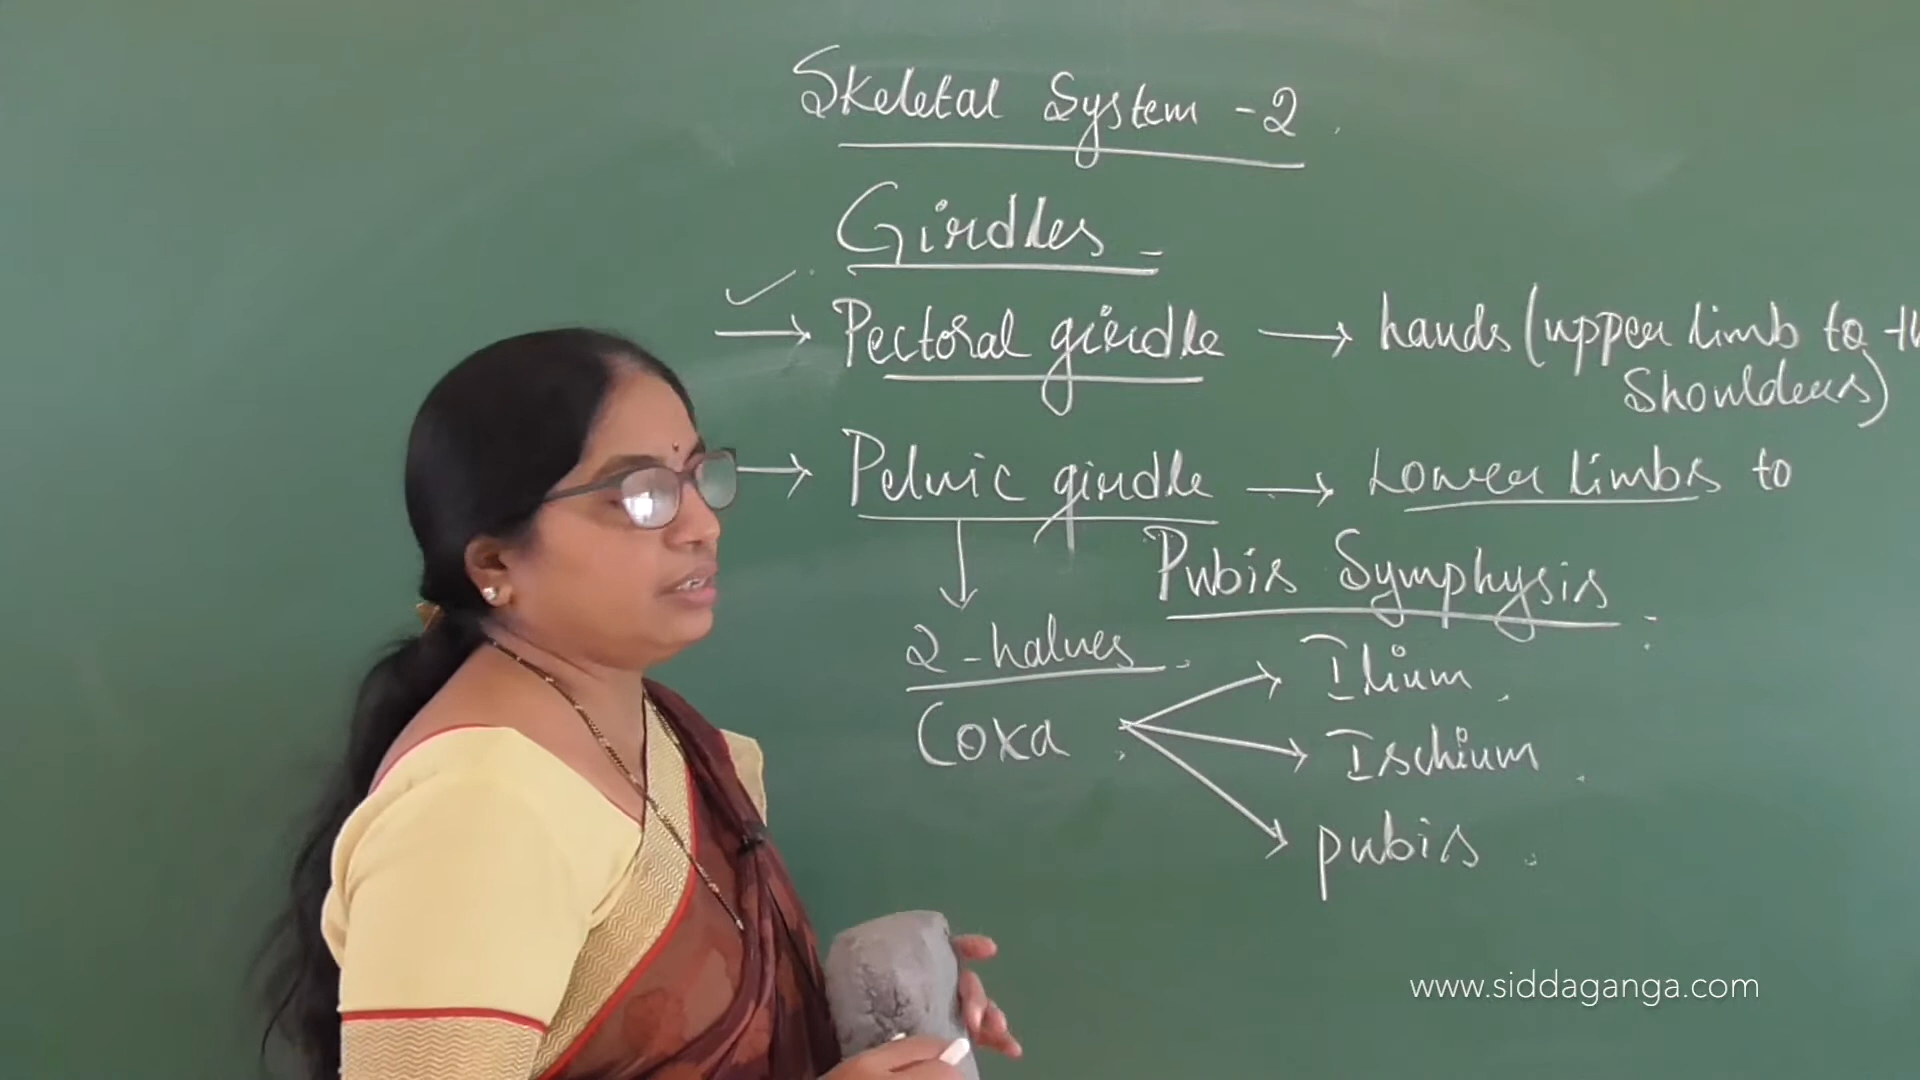 Skeletal System - 2
Girdles -
→ Pectoral girdle → hands (upper limb to th
Shoulders)
→ Pelvic girdle → Lower limbs to
Pubis Symphysis
2 - halves
Ilium
Coxa
Ischium
pubis
www.siddaganga.com